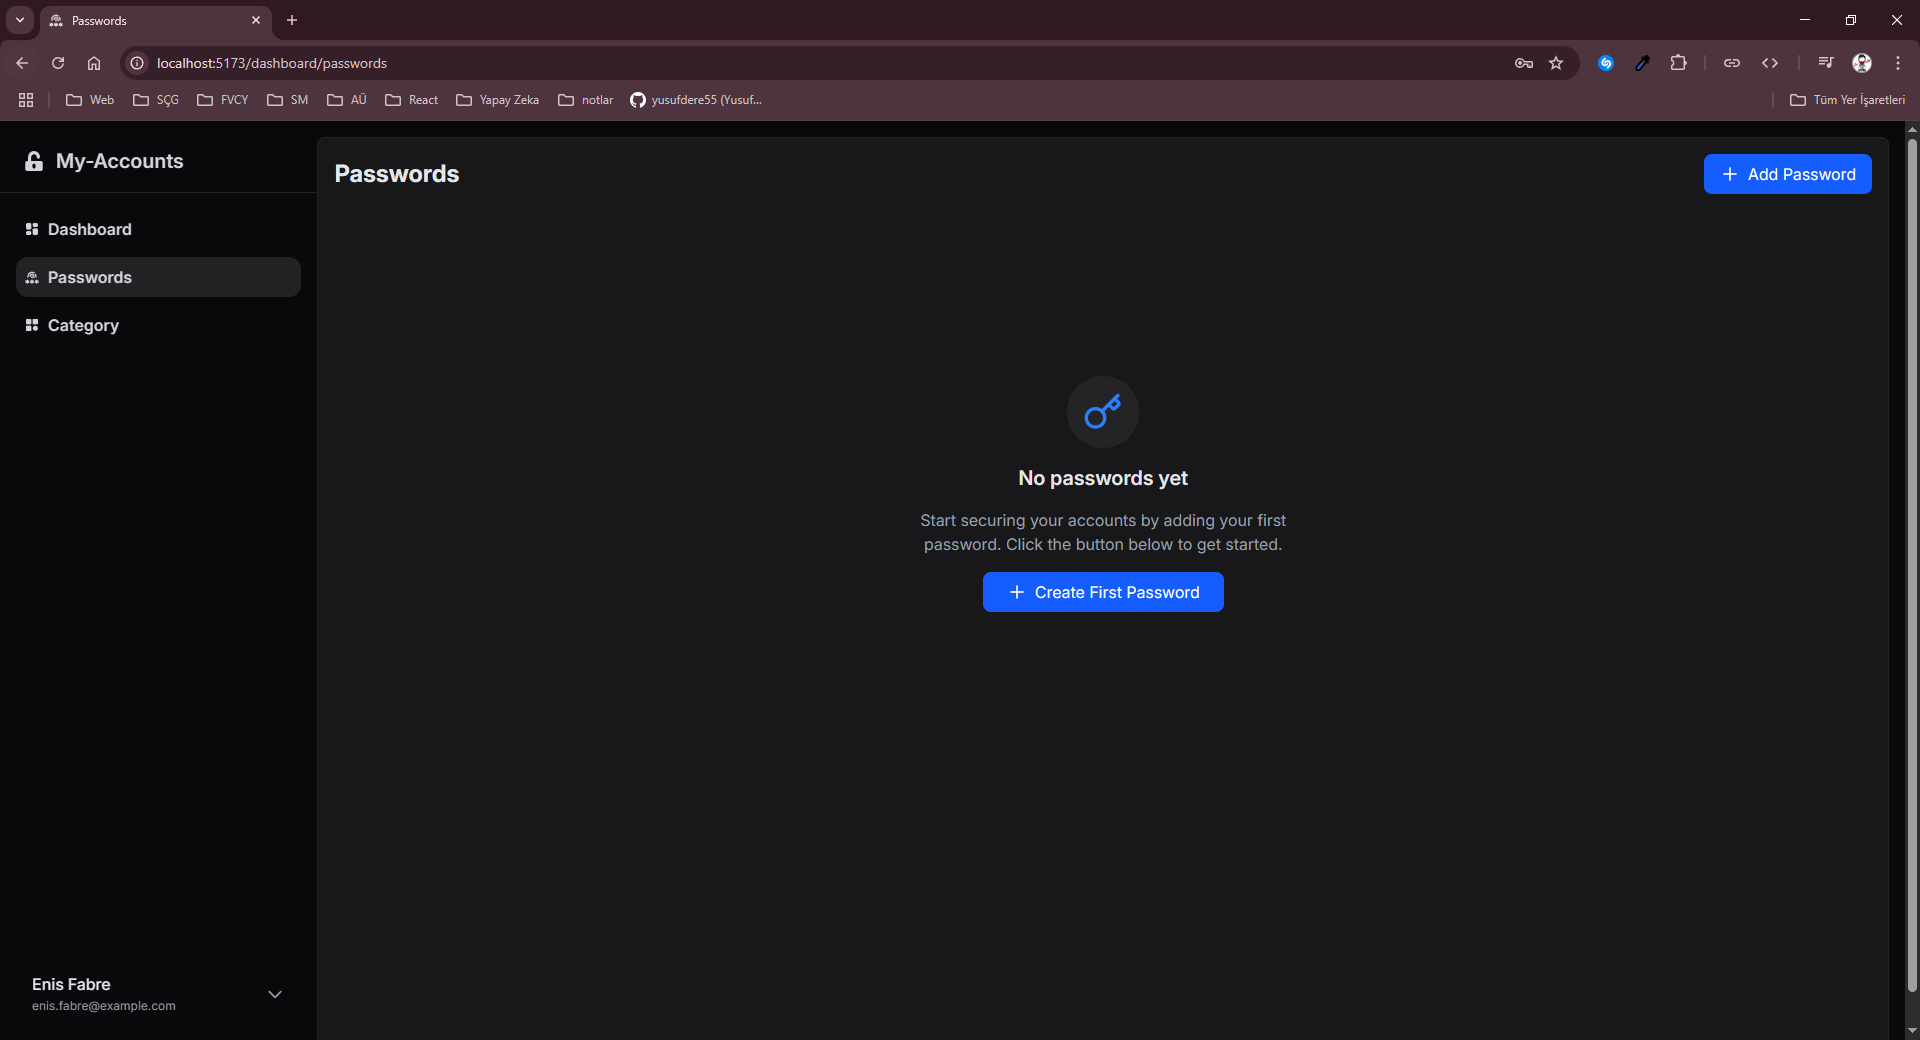 Passwords
localhost:5173/dashboard/passwords
Web
SÇG
FVCY
SM
AÜ
React
Yapay Zeka
notlar
yusufdere55 (Yusuf...
Tüm Yer İşaretleri
My-Accounts
Dashboard
Passwords
Category
Enis Fabre
enis.fabre@example.com
Passwords
Add Password
No passwords yet
Start securing your accounts by adding your first
password. Click the button below to get started.
Create First Password